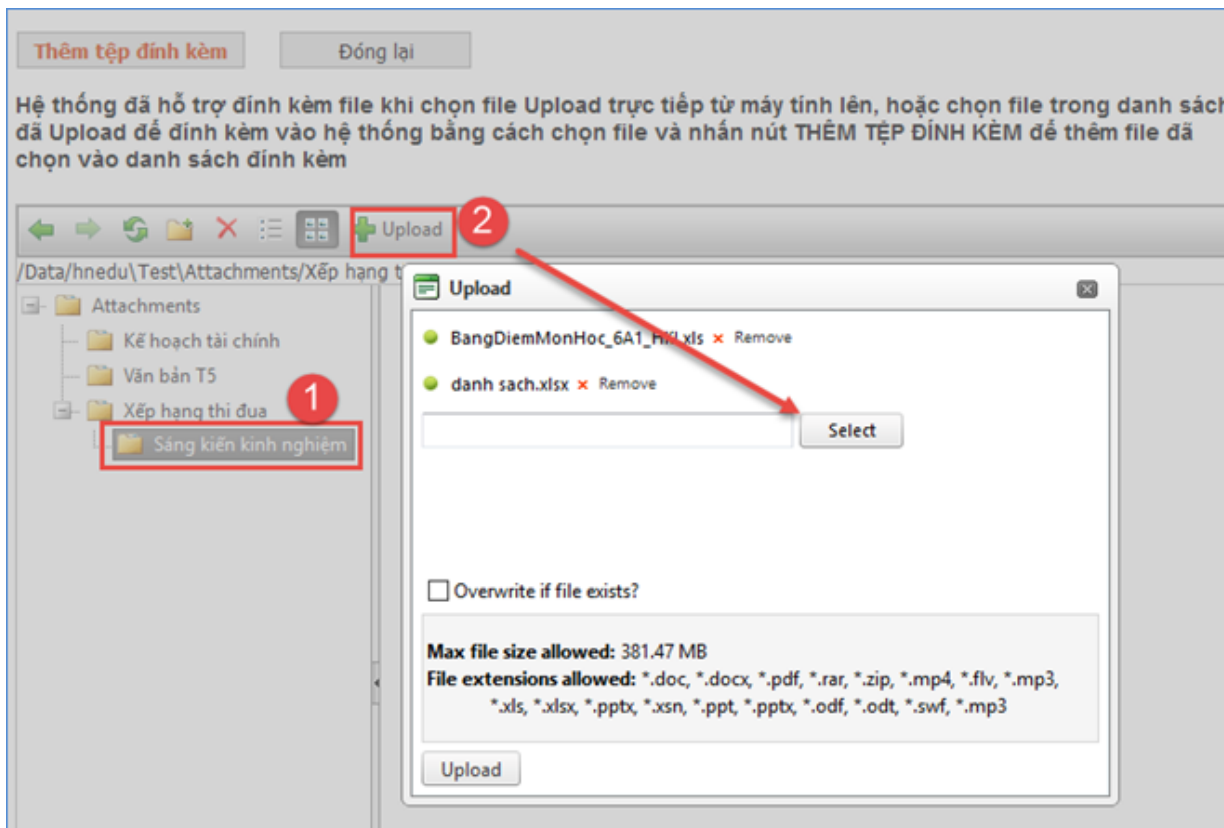 Thêm tệp đính kèm
Đóng lại
Hệ thống đã hỗ trợ đính kèm file khi chọn file Upload trực tiếp từ máy tính lên, hoặc chọn file trong danh sách
đã Upload để đính kèm vào hệ thống bằng cách chọn file và nhấn nút THÊM TỆP ĐÍNH KÈM để thêm file đã
chọn vào danh sách đính kèm
Upload
2
/Data/hnedu\Test\Attachments/Xếp hạng t
Attachments
Kế hoạch tài chính
Văn bản T5
Xếp hạng thi đua
1
Sáng kiến kinh nghiệm
Upload
BangDiemMonHoc_6A1_HKI.xls Remove
danh sach.xlsx Remove
Select
Overwrite if file exists?
Max file size allowed: 381.47 MB
File extensions allowed: *.doc, *.docx, *.pdf, *.rar, *.zip, *.mp4, *.flv, *.mp3,
*.xls, *.xlsx, *.pptx, *.xsn, *.ppt, *.pptx, *.odf, *.odt, *.swf, *.mp3
Upload